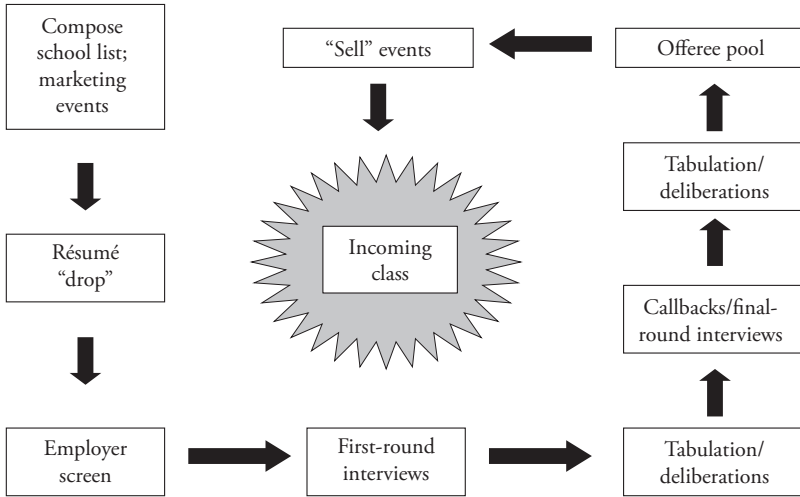 Compose
school list;
marketing
events
Résumé
“drop”
Employer
screen
First-round
interviews
Tabulation/
deliberations
Callbacks/final-
round interviews
Tabulation/
deliberations
Offeree pool
“Sell” events
Incoming
class